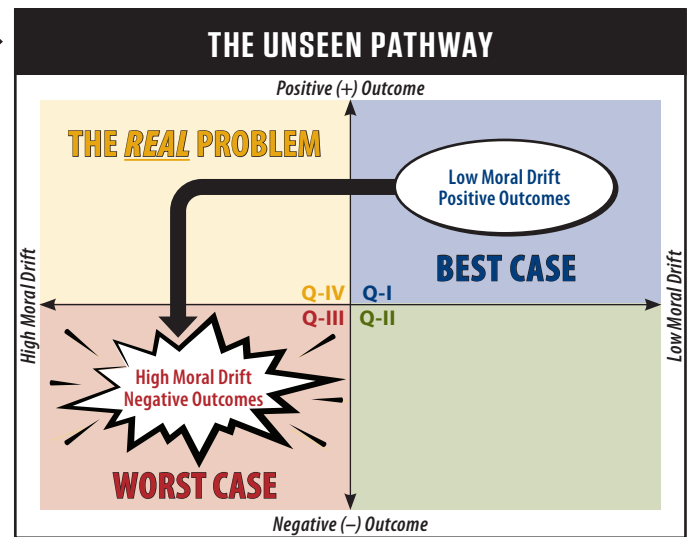 THE UNSEEN PATHWAY
Positive (+) Outcome
THE REAL PROBLEM
Low Moral Drift
Positive Outcomes
BEST CASE
High Moral Drift
Low Moral Drift
Q-IV Q-I
Q-III Q-II
High Moral Drift
Negative Outcomes
WORST CASE
Negative (–) Outcome